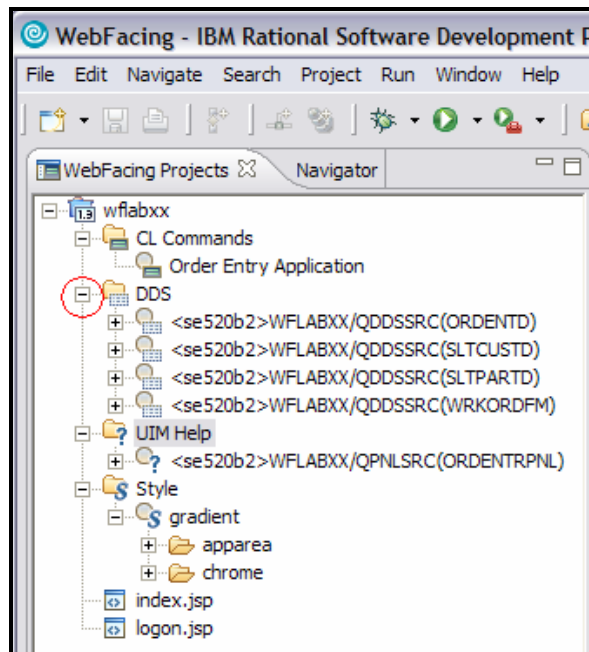 WebFacing - IBM Rational Software Development P
File Edit Navigate Search Project Run Window Help
WebFacing Projects Navigator
1.3 wflabxx
CL Commands
Order Entry Application
DDS
<se520b2>WFLABXX/QDDSSRC(ORDENTD)
<se520b2>WFLABXX/QDDSSRC(SLTCUSTD)
<se520b2>WFLABXX/QDDSSRC(SLTPARTD)
<se520b2>WFLABXX/QDDSSRC(WRKORDFM)
? UIM Help
? <se520b2>WFLABXX/QPNLSRC(ORDENTRPNL)
S Style
S gradient
apparea
chrome
index.jsp
logon.jsp